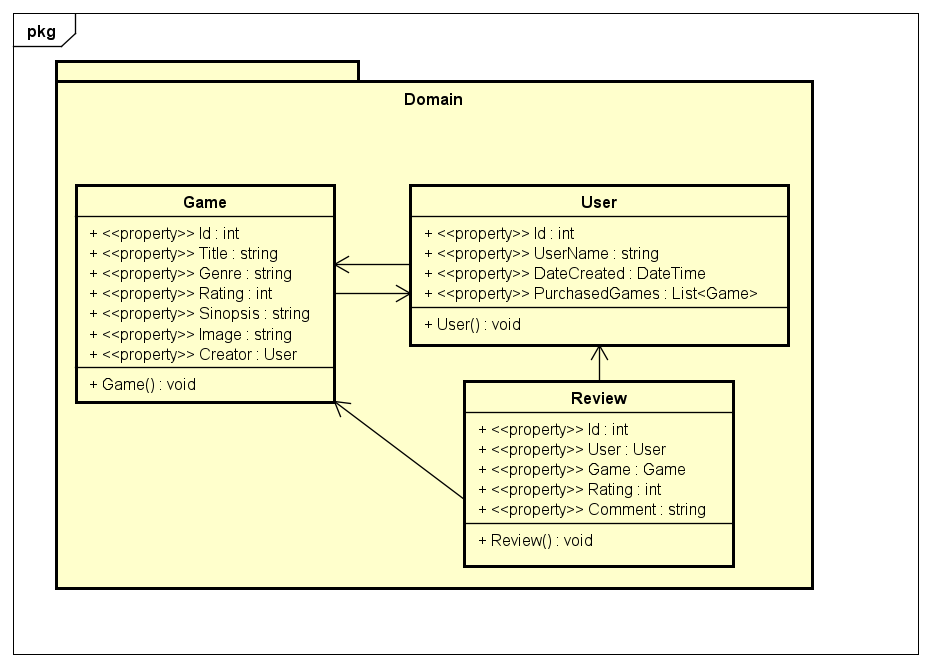 pkg
Domain
Game
+ <<property>> Id : int
+ <<property>> Title : string
+ <<property>> Genre : string
+ <<property>> Rating : int
+ <<property>> Sinopsis : string
+ <<property>> Image : string
+ <<property>> Creator : User
+ Game() : void
User
+ <<property>> Id : int
+ <<property>> UserName : string
+ <<property>> DateCreated : DateTime
+ <<property>> PurchasedGames : List<Game>
+ User() : void
Review
+ <<property>> Id : int
+ <<property>> User : User
+ <<property>> Game : Game
+ <<property>> Rating : int
+ <<property>> Comment : string
+ Review() : void